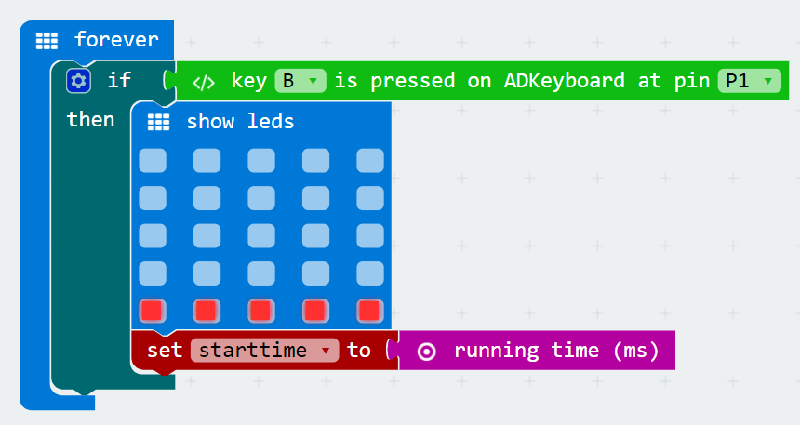 forever
if key B is pressed on ADKeyboard at pin P1
then show leds
set starttime to running time (ms)